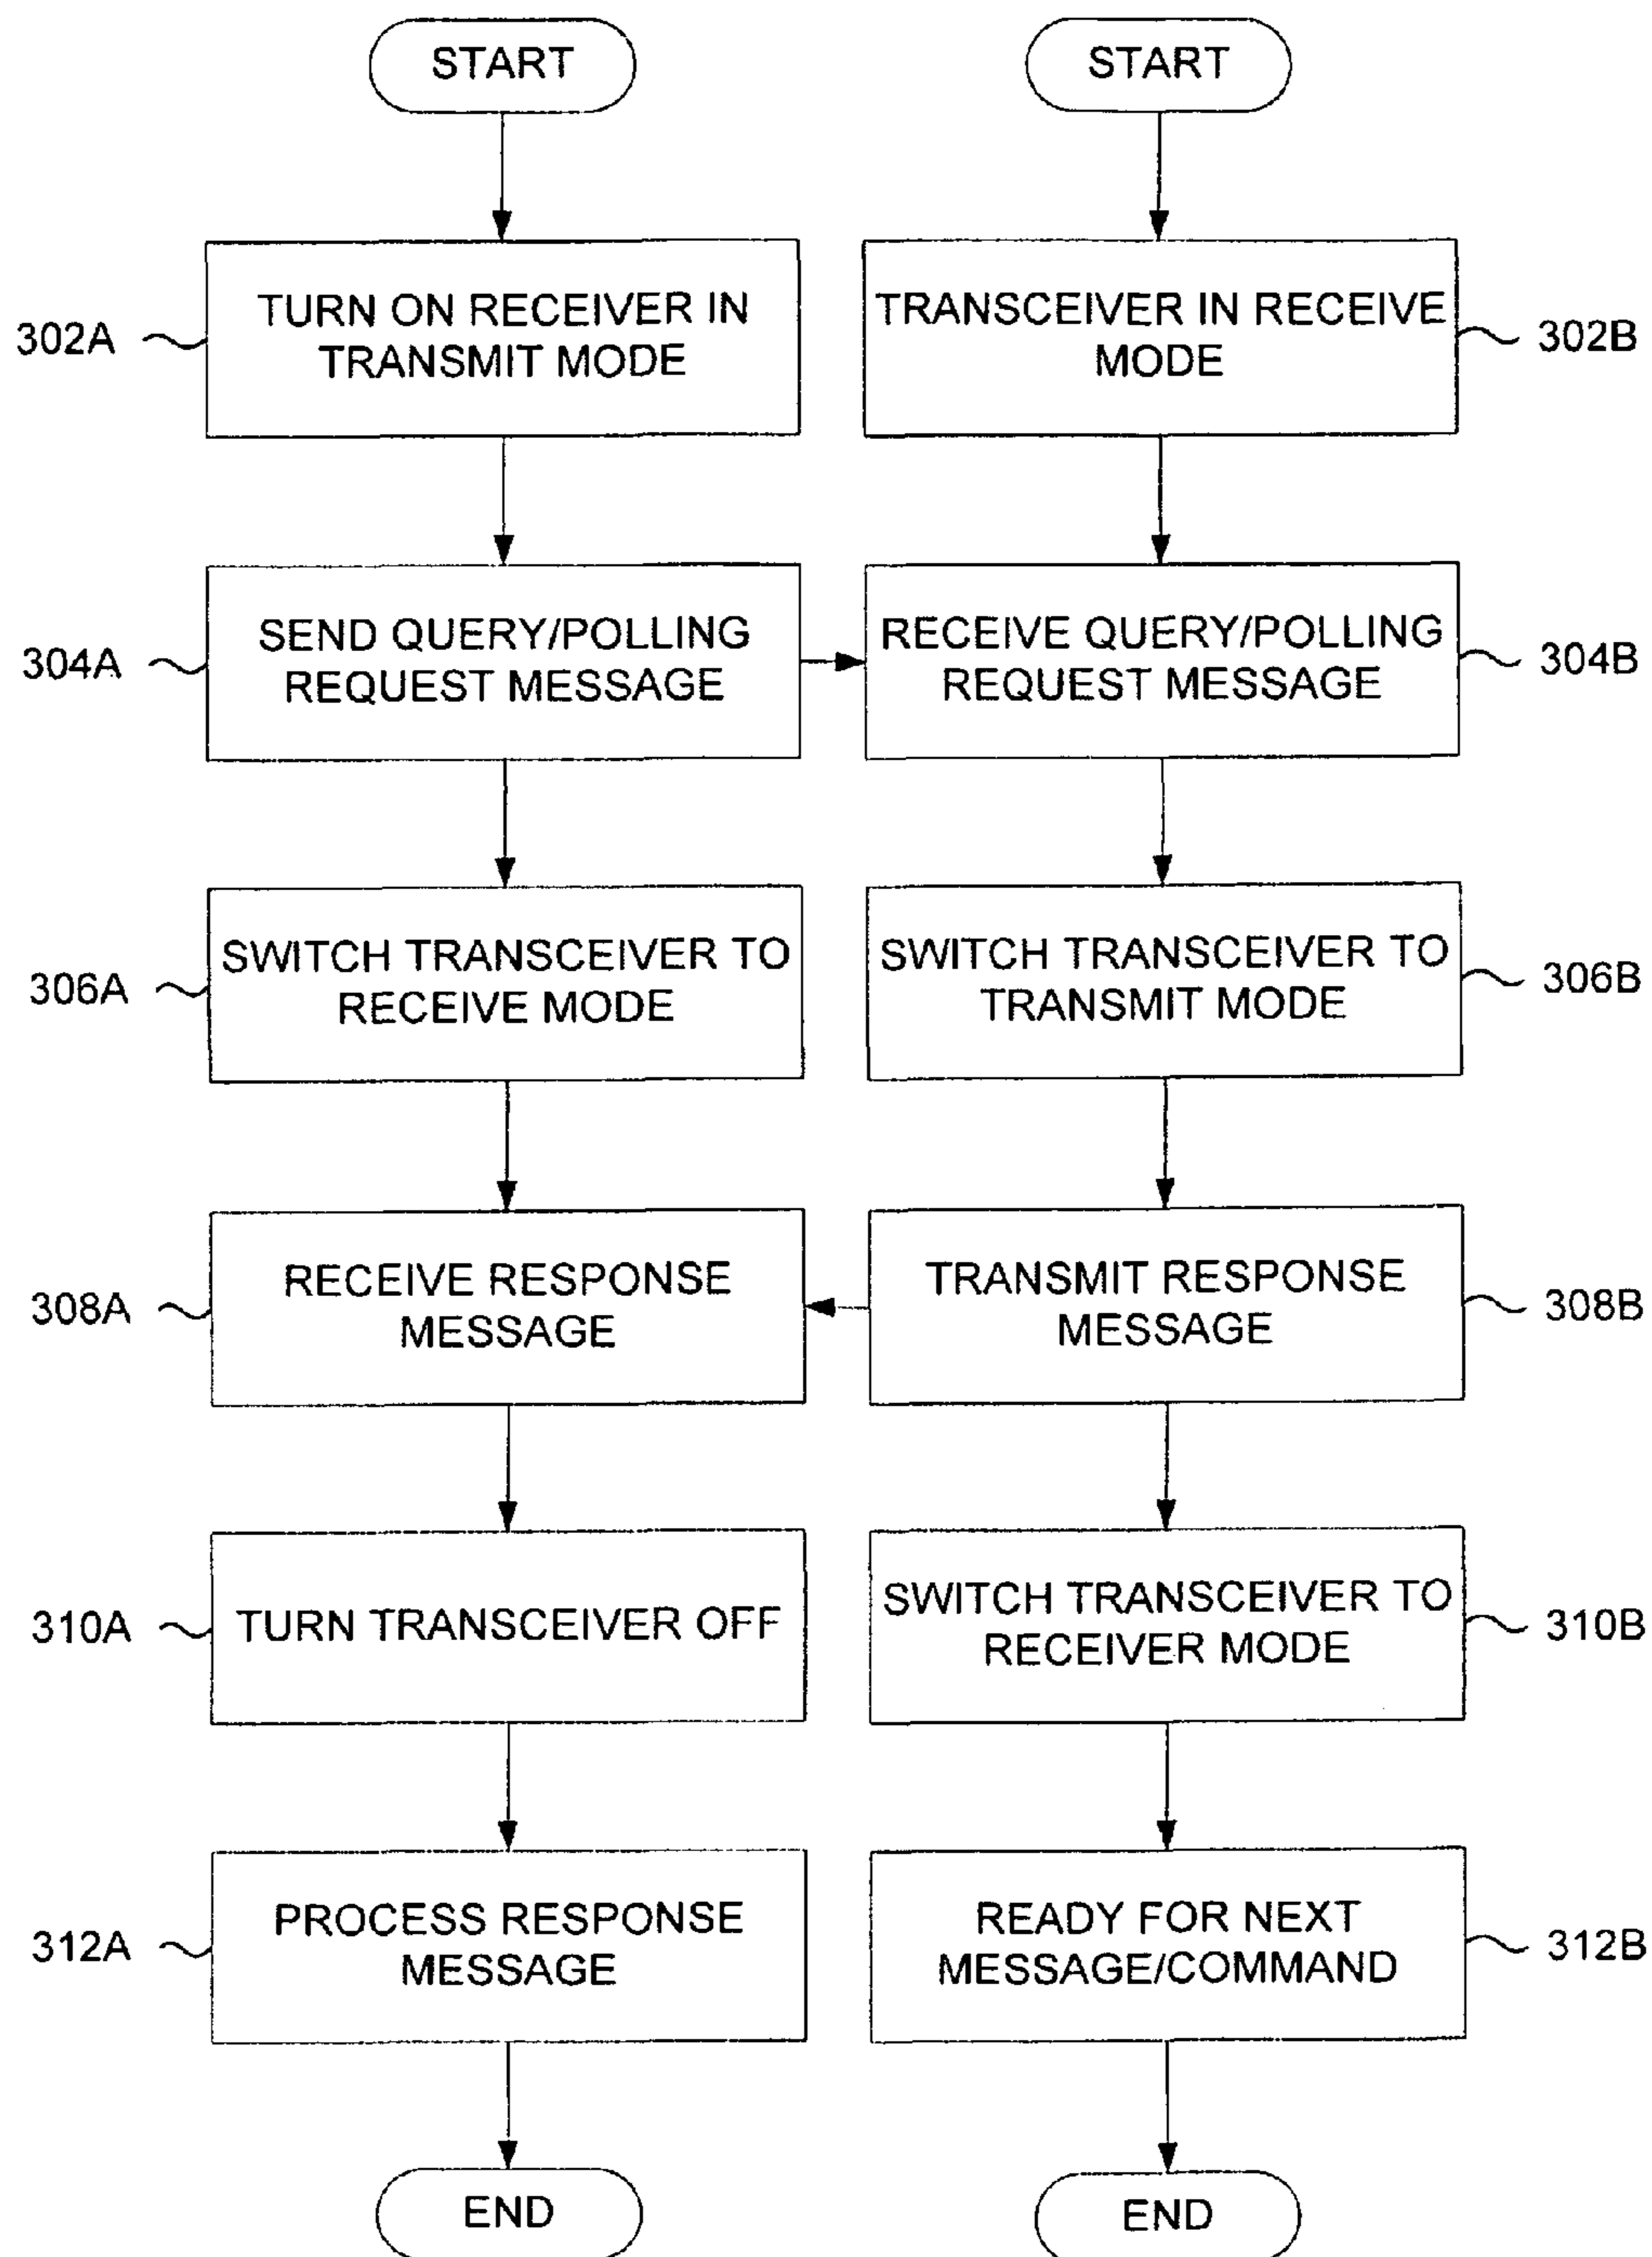 START
START
302A
TURN ON RECEIVER IN
TRANSMIT MODE
TRANSCEIVER IN RECEIVE
MODE
302B
304A
SEND QUERY/POLLING
REQUEST MESSAGE
RECEIVE QUERY/POLLING
REQUEST MESSAGE
304B
306A
SWITCH TRANSCEIVER TO
RECEIVE MODE
SWITCH TRANSCEIVER TO
TRANSMIT MODE
306B
308A
RECEIVE RESPONSE
MESSAGE
TRANSMIT RESPONSE
MESSAGE
308B
310A
TURN TRANSCEIVER OFF
SWITCH TRANSCEIVER TO
RECEIVER MODE
310B
312A
PROCESS RESPONSE
MESSAGE
READY FOR NEXT
MESSAGE/COMMAND
312B
END
END